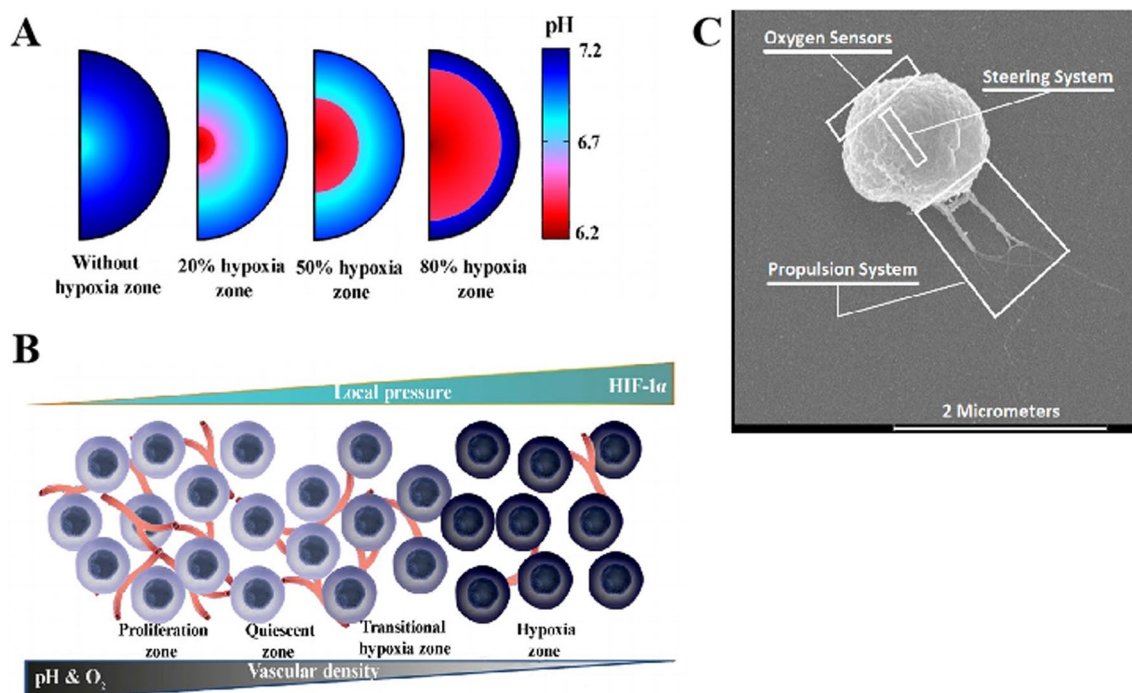 A
pH
7.2
6.7
6.2
Without
hypoxia zone
20% hypoxia
zone
50% hypoxia
zone
80% hypoxia
zone
B
Local pressure
HIF-1α
Proliferation
zone
Quiescent
zone
Transitional
hypoxia zone
Hypoxia
zone
pH & O₂
Vascular density
C
Oxygen Sensors
Steering System
Propulsion System
2 Micrometers